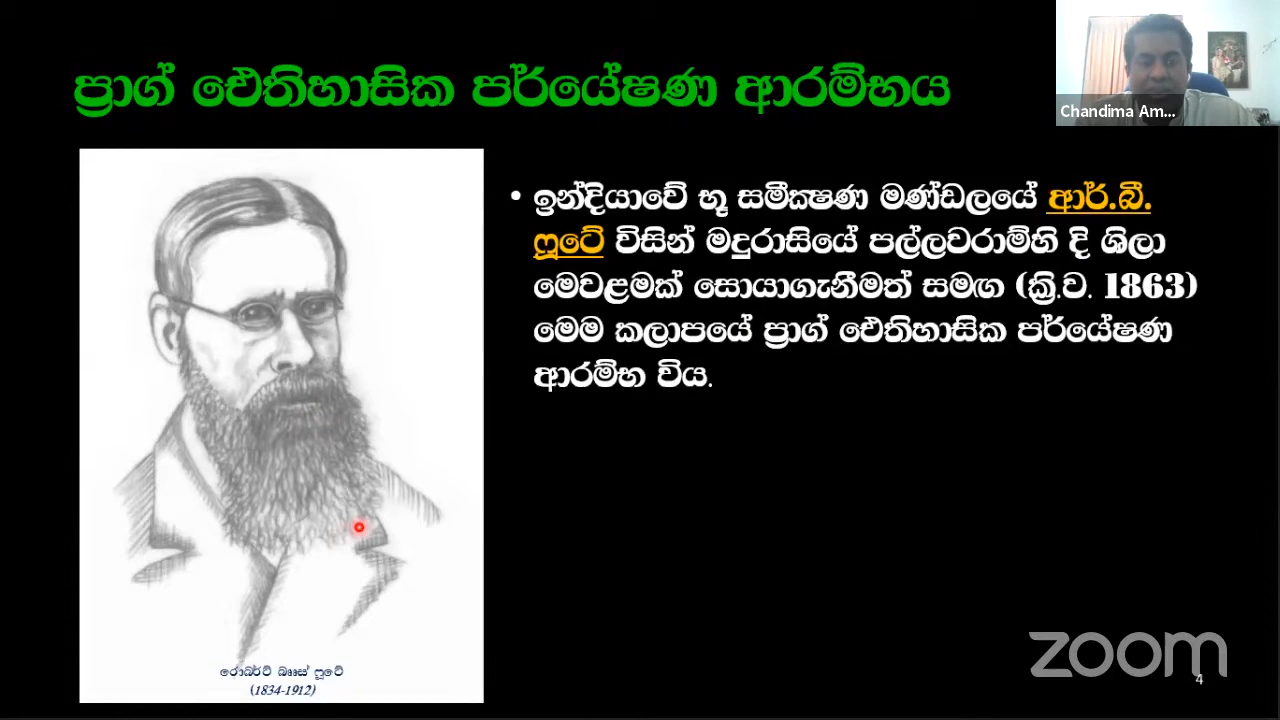 ප්‍රාග් ඓතිහාසික පර්යේෂණ ආරම්භය
Chandima Am...
• ඉන්දියාවේ භූ සමීක්‍ෂණ මණ්ඩලයේ ආර්.බී.
ෆූටේ විසින් මදුරාසියේ පල්ලවරාම්හි දි ශිලා
මෙවළමක් සොයාගැනීමත් සමඟ (ක්‍රි.ව. 1863)
මෙම කලාපයේ ප්‍රාග් ඓතිහාසික පර්යේෂණ
ආරම්භ විය.
රොබර්ට් බෲස් ෆූටේ
(1834-1912)
zoom
4